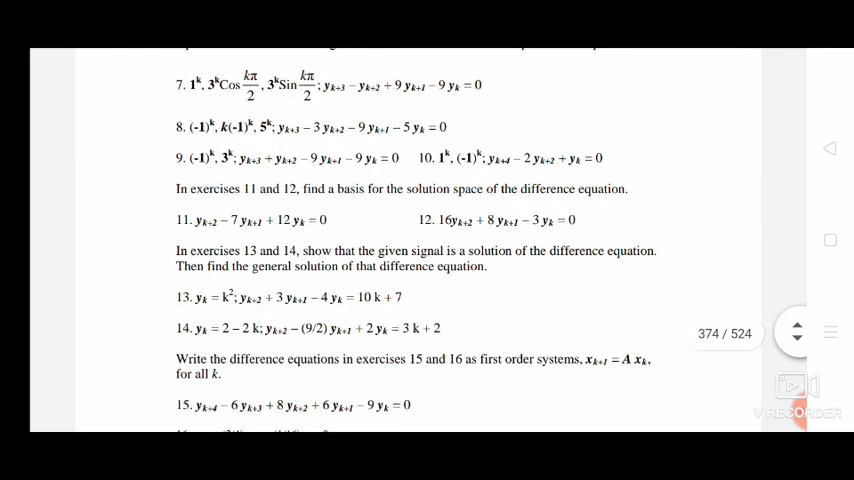 7. 1ᵏ, 3ᵏCos kπ/2, 3ᵏSin kπ/2; yₖ₊₃ – yₖ₊₂ + 9 yₖ₊₁ – 9 yₖ = 0
8. (-1)ᵏ, k(-1)ᵏ, 5ᵏ; yₖ₊₃ – 3 yₖ₊₂ – 9 yₖ₊₁ – 5 yₖ = 0
9. (-1)ᵏ, 3ᵏ; yₖ₊₃ + yₖ₊₂ – 9 yₖ₊₁ – 9 yₖ = 0 10. 1ᵏ, (-1)ᵏ; yₖ₊₄ – 2 yₖ₊₂ + yₖ = 0
In exercises 11 and 12, find a basis for the solution space of the difference equation.
11. yₖ₊₂ – 7 yₖ₊₁ + 12 yₖ = 0 12. 16yₖ₊₂ + 8 yₖ₊₁ – 3 yₖ = 0
In exercises 13 and 14, show that the given signal is a solution of the difference equation.
Then find the general solution of that difference equation.
13. yₖ = k²; yₖ₊₂ + 3 yₖ₊₁ – 4 yₖ = 10 k + 7
14. yₖ = 2 – 2 k; yₖ₊₂ – (9/2) yₖ₊₁ + 2 yₖ = 3 k + 2
374 / 524
Write the difference equations in exercises 15 and 16 as first order systems, xₖ₊₁ = A xₖ,
for all k.
15. yₖ₊₄ – 6 yₖ₊₃ + 8 yₖ₊₂ + 6 yₖ₊₁ – 9 yₖ = 0
V RECORDER